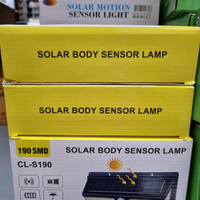 SOLAR MOTION
SENSOR LIGHT
SOLAR BODY SENSOR LAMP
SOLAR BODY SENSOR LAMP
190 SMD
SOLAR BODY SENSOR LAMP
CL-S190